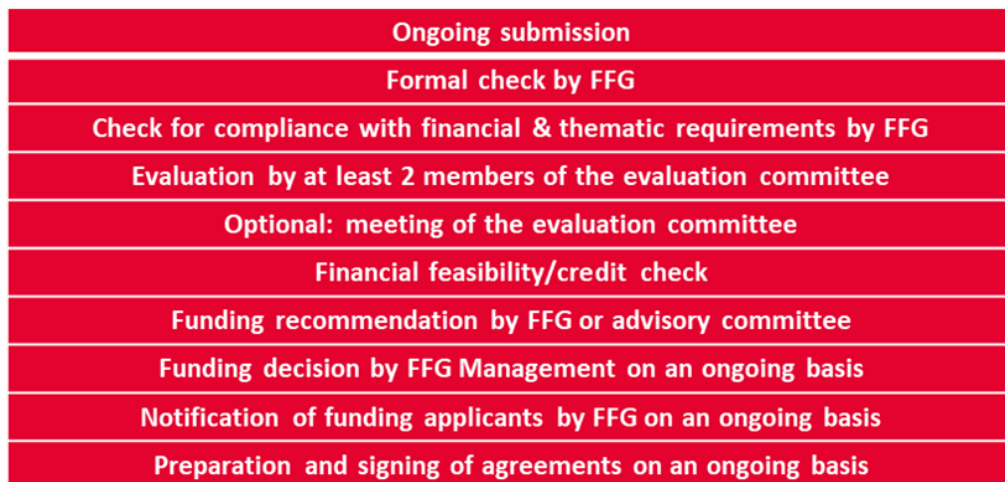 Ongoing submission
Formal check by FFG
Check for compliance with financial & thematic requirements by FFG
Evaluation by at least 2 members of the evaluation committee
Optional: meeting of the evaluation committee
Financial feasibility/credit check
Funding recommendation by FFG or advisory committee
Funding decision by FFG Management on an ongoing basis
Notification of funding applicants by FFG on an ongoing basis
Preparation and signing of agreements on an ongoing basis